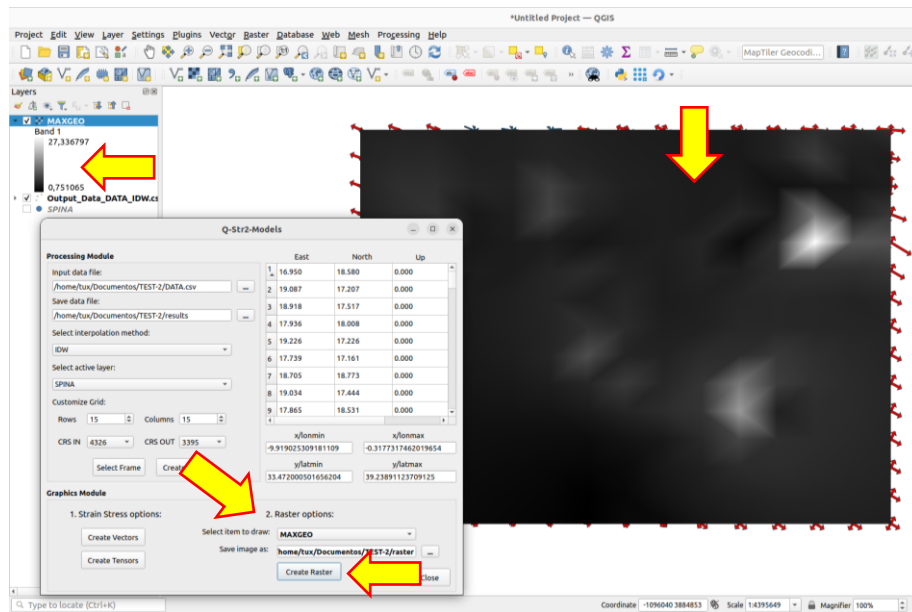 *Untitled Project — QGIS
Project Edit View Layer Settings Plugins Vector Raster Database Web Mesh Processing Help
MapTiler Geocodi...
Layers
MAXGEO
Band 1
27,336797
0,751065
Output_Data_DATA_IDW.cs
SPINA
Q-Str2-Models
Processing Module
Input data file:
/home/tux/Documentos/TEST-2/DATA.csv
...
Save data file:
/home/tux/Documentos/TEST-2/results
...
Select interpolation method:
IDW
Select active layer:
SPINA
Customize Grid:
Rows 15 Columns 15
CRS IN 4326 CRS OUT 3395
Select Frame Create
East North Up
1 16.950 18.580 0.000
2 19.087 17.207 0.000
3 18.918 17.517 0.000
4 17.936 18.008 0.000
5 19.226 17.226 0.000
6 17.739 17.161 0.000
7 18.705 18.773 0.000
8 19.034 17.444 0.000
9 17.865 18.531 0.000
x/lonmin x/lonmax
-9.919025309181109 -0.3177317462019654
y/latmin y/latmax
33.472000501656204 39.23891123709125
Graphics Module
1. Strain Stress options:
Create Vectors
Create Tensors
2. Raster options:
Select item to draw: MAXGEO
Save image as: home/tux/Documentos/TEST-2/raster ...
Create Raster
Close
Type to locate (Ctrl+K)
Coordinate -1096040 3884853 Scale 1:4395649 Magnifier 100%